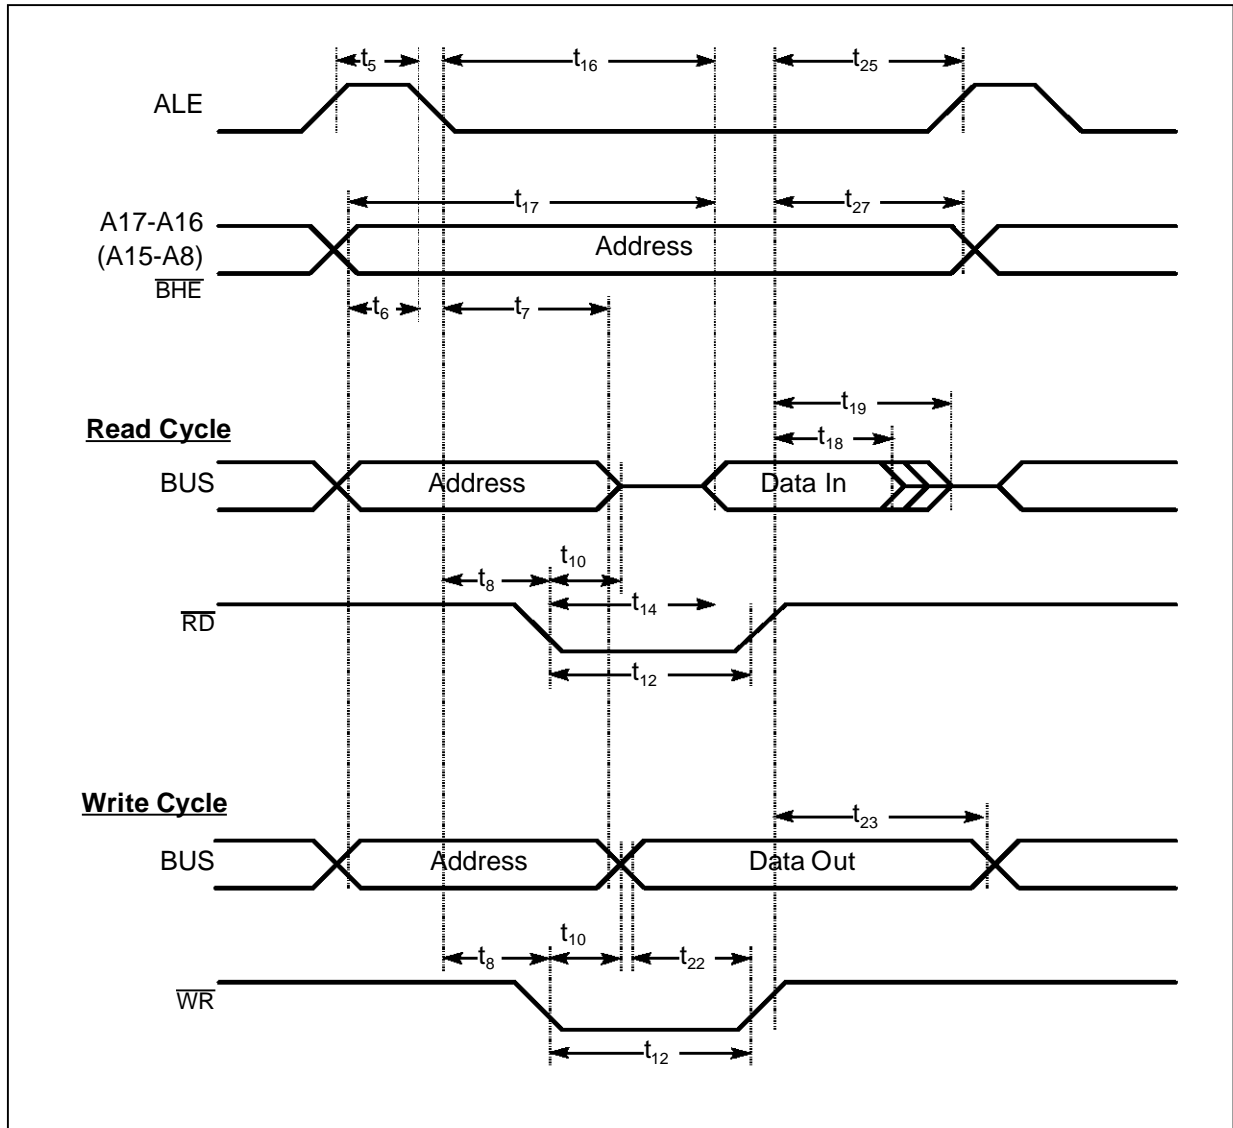 t5 t16 t25
ALE
t17 t27
A17-A16
(A15-A8)
BHE
Address
t6 t7
t19
Read Cycle
t18
BUS Address Data In
t10
t8
t14
RD
t12
Write Cycle
t23
BUS Address Data Out
t10
t8 t22
WR
t12